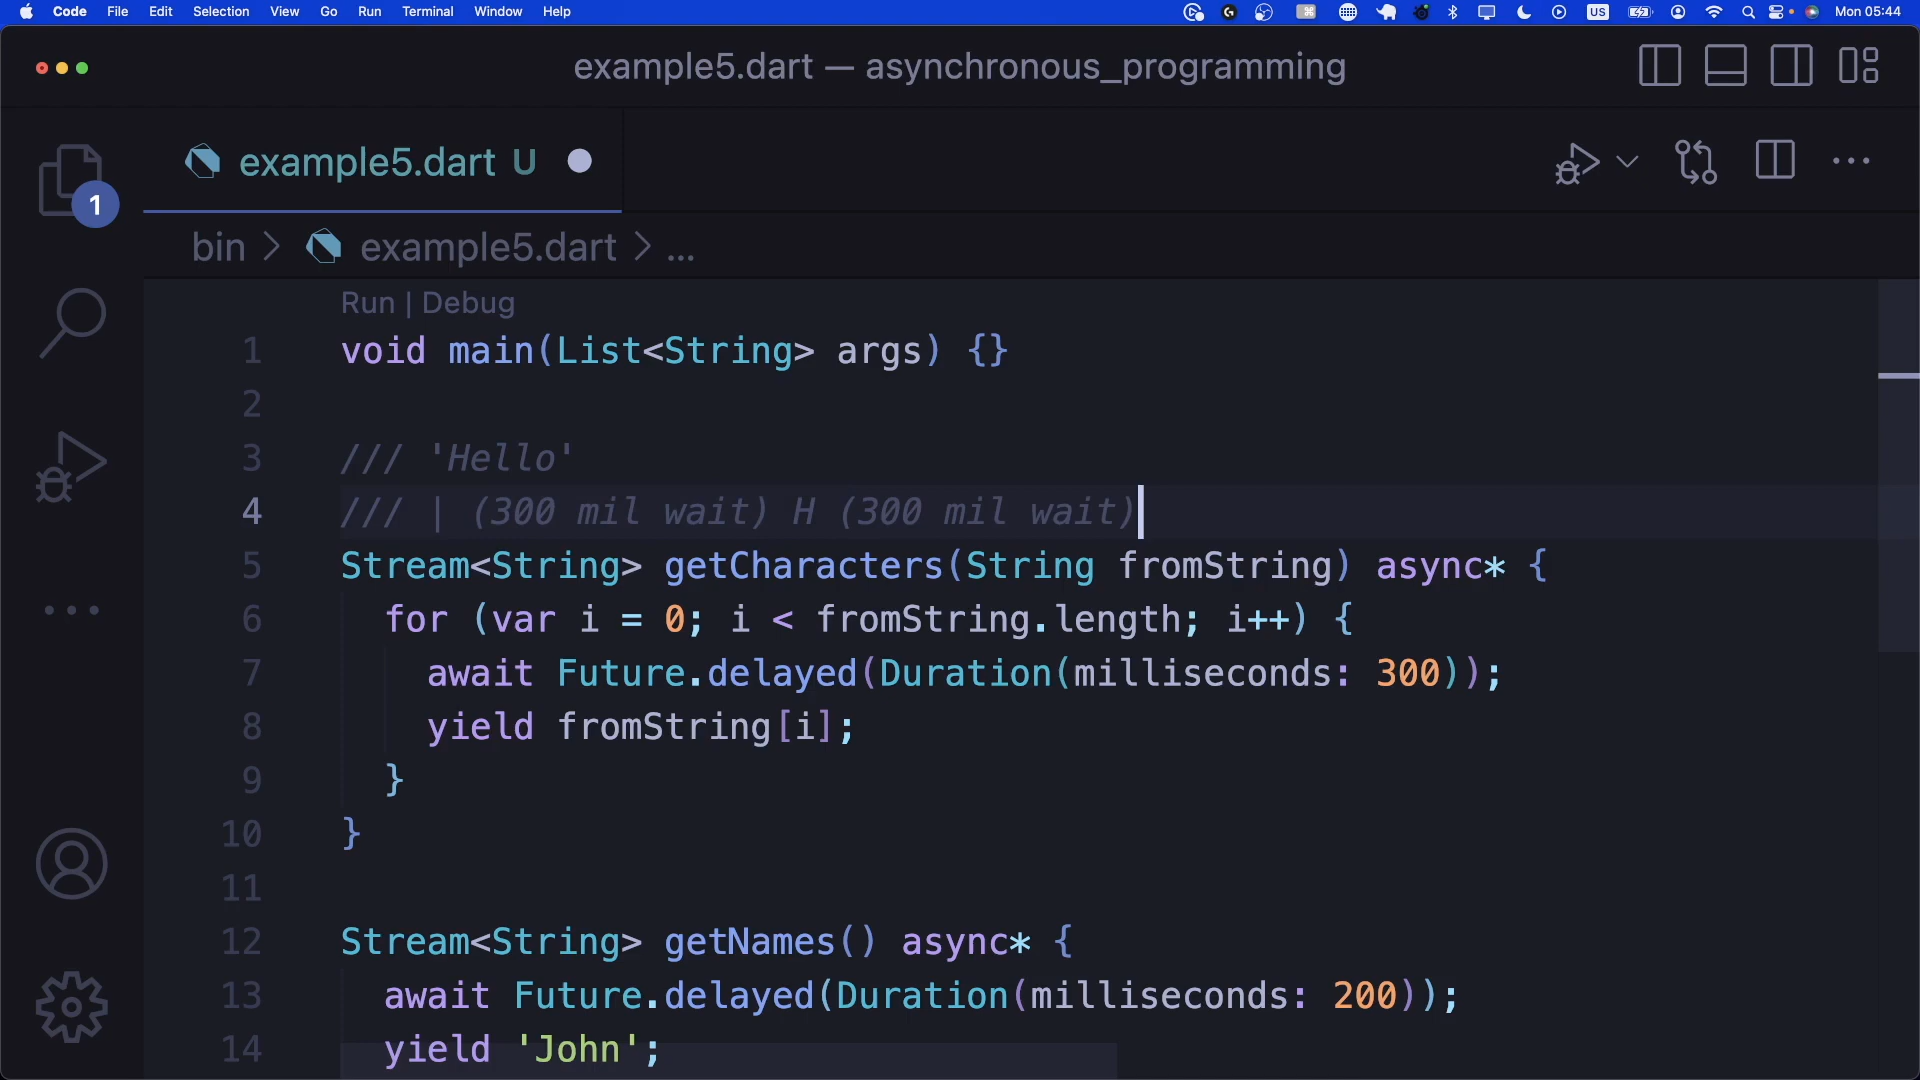 Code File Edit Selection View Go Run Terminal Window Help US Mon 05:44
example5.dart — asynchronous_programming
1
example5.dart U
bin > example5.dart > ...
Run | Debug
1 void main(List<String> args) {}
2
3 /// 'Hello'
4 /// | (300 mil wait) H (300 mil wait)
5 Stream<String> getCharacters(String fromString) async* {
6 for (var i = 0; i < fromString.length; i++) {
7 await Future.delayed(Duration(milliseconds: 300));
8 yield fromString[i];
9 }
10 }
11
12 Stream<String> getNames() async* {
13 await Future.delayed(Duration(milliseconds: 200));
14 yield 'John';